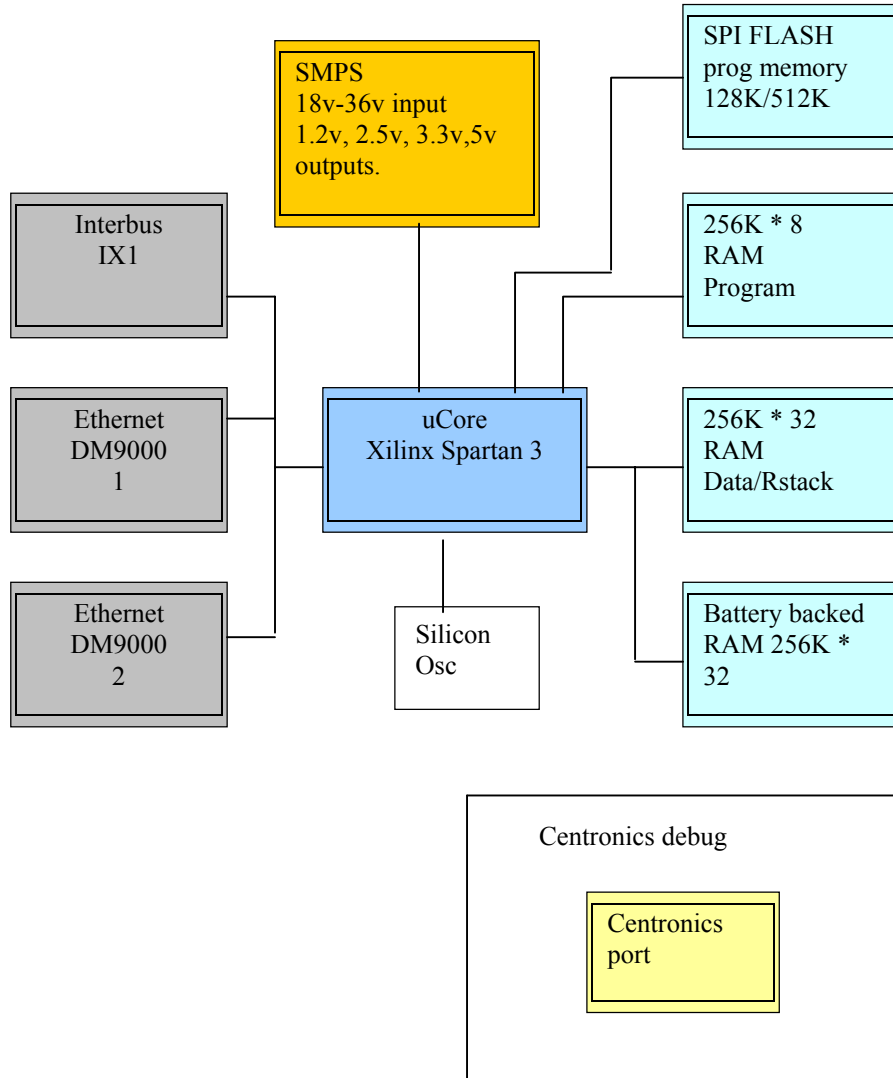 SMPS
18v-36v input
1.2v, 2.5v, 3.3v,5v
outputs.
SPI FLASH
prog memory
128K/512K
Interbus
IX1
256K * 8
RAM
Program
Ethernet
DM9000
1
uCore
Xilinx Spartan 3
256K * 32
RAM
Data/Rstack
Ethernet
DM9000
2
Silicon
Osc
Battery backed
RAM 256K *
32
Centronics debug
Centronics
port